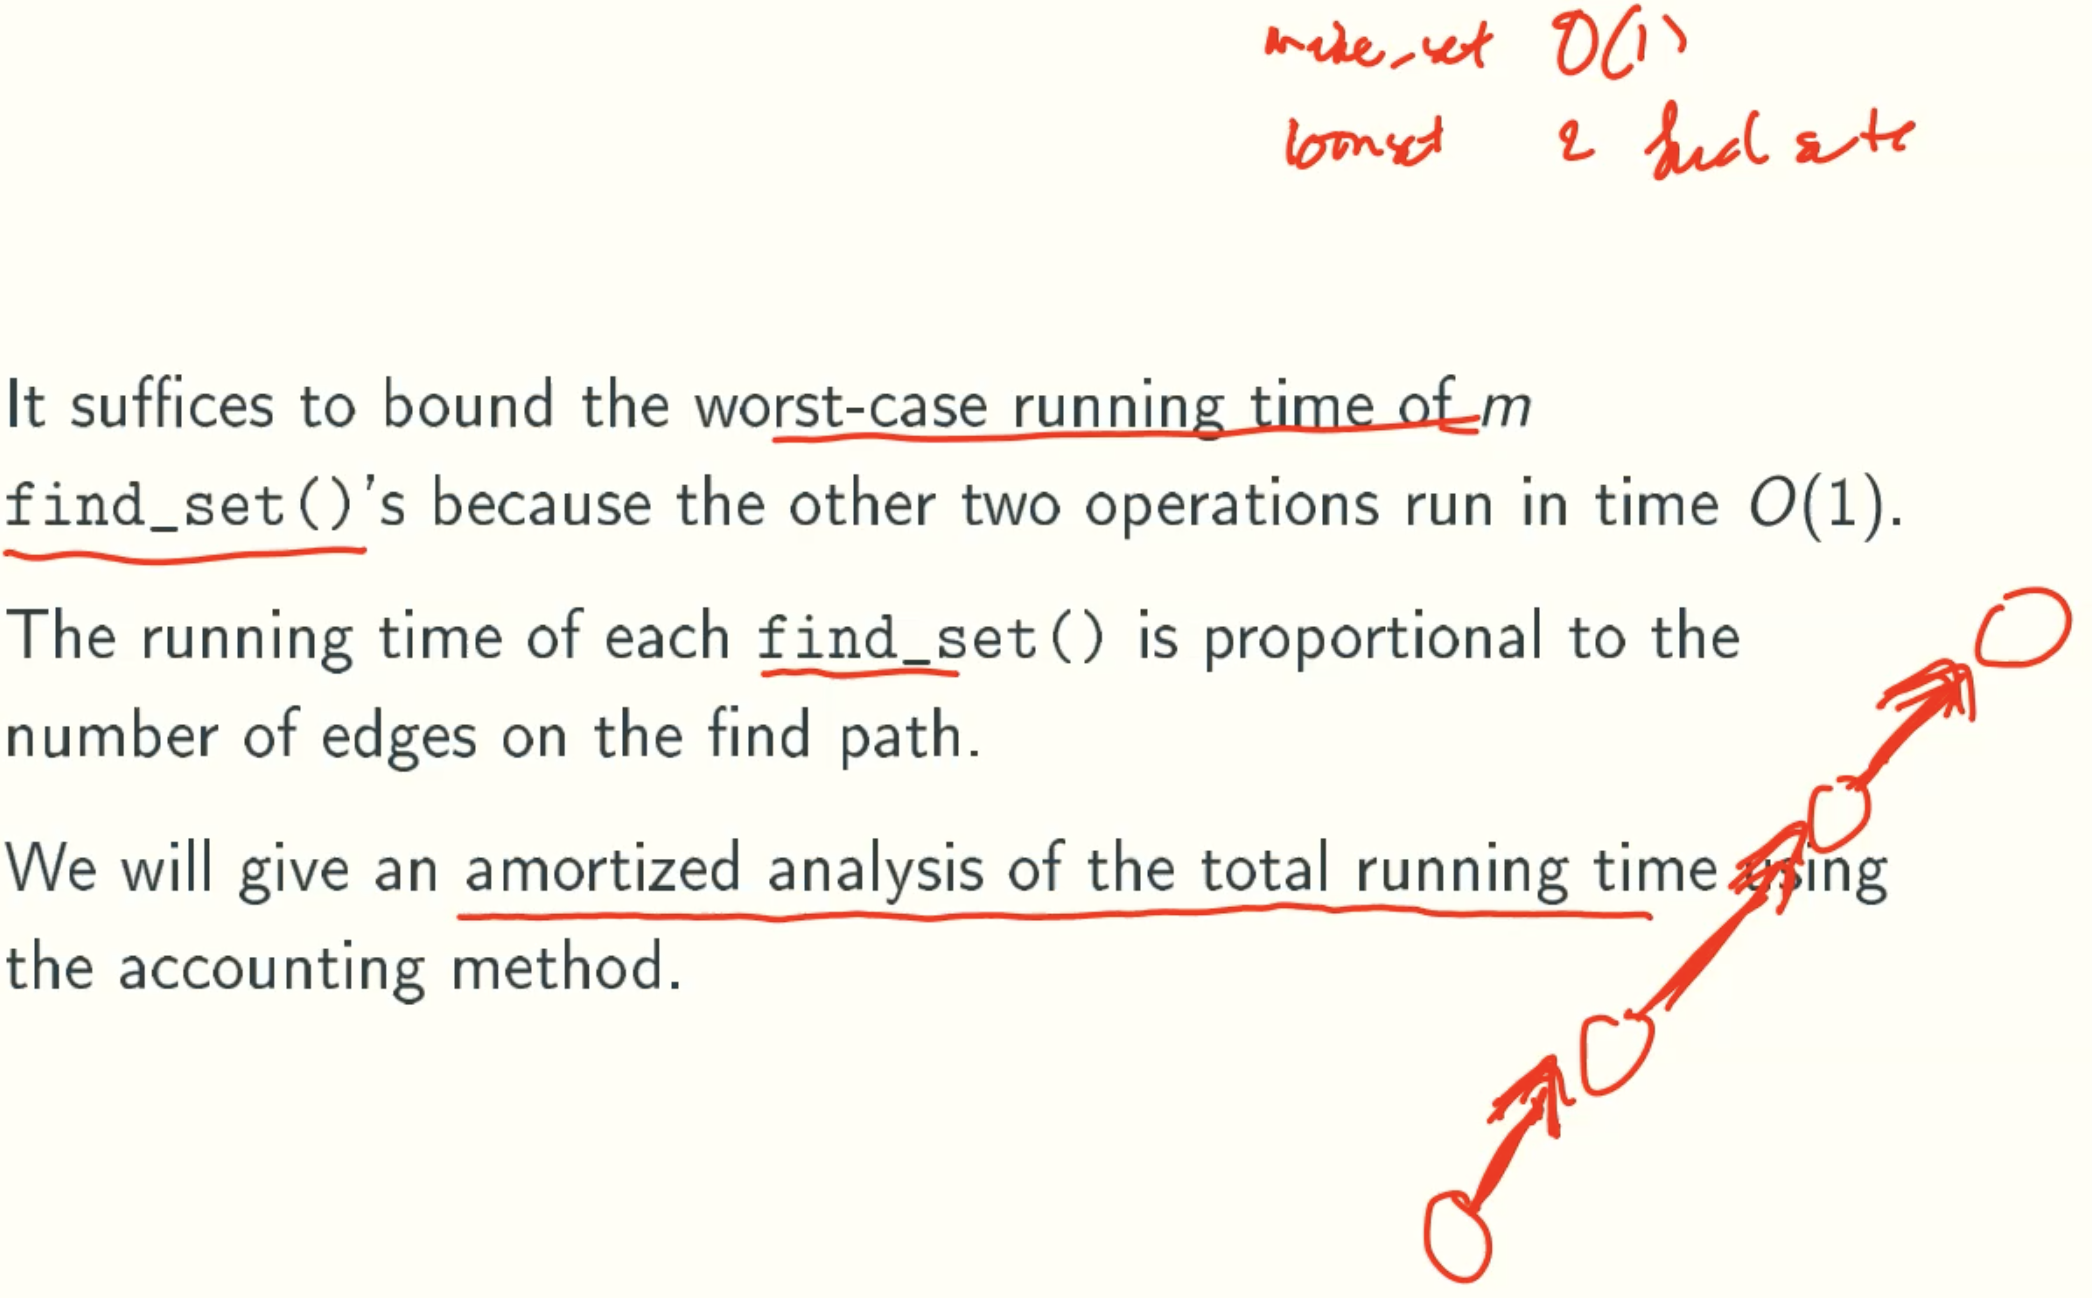 make_set O(1)
2 find sets
It suffices to bound the worst-case running time of m
find_set()'s because the other two operations run in time O(1).
The running time of each find_set() is proportional to the
number of edges on the find path.
We will give an amortized analysis of the total running time using
the accounting method.